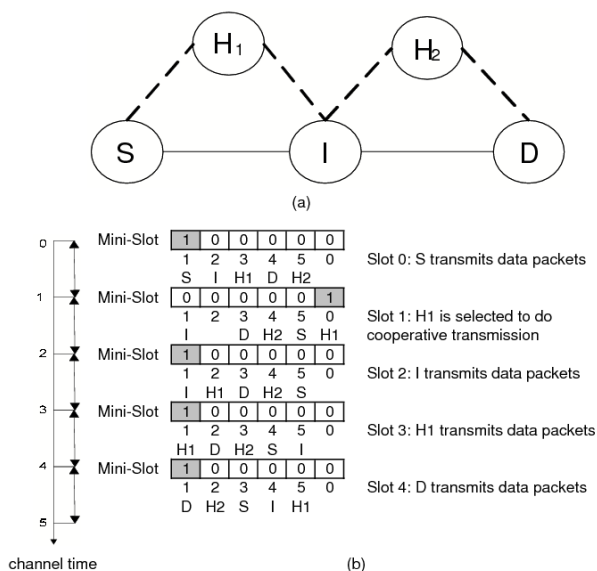 H1
H2
S
I
D
(a)
0
Mini-Slot
1 0 0 0 0 0
1 2 3 4 5 0
S I H1 D H2
Slot 0: S transmits data packets
1
Mini-Slot
0 0 0 0 0 1
1 2 3 4 5 0
I D H2 S H1
Slot 1: H1 is selected to do
cooperative transmission
2
Mini-Slot
1 0 0 0 0 0
1 2 3 4 5 0
I H1 D H2 S
Slot 2: I transmits data packets
3
Mini-Slot
1 0 0 0 0 0
1 2 3 4 5 0
H1 D H2 S I
Slot 3: H1 transmits data packets
4
Mini-Slot
1 0 0 0 0 0
1 2 3 4 5 0
D H2 S I H1
Slot 4: D transmits data packets
5
channel time
(b)